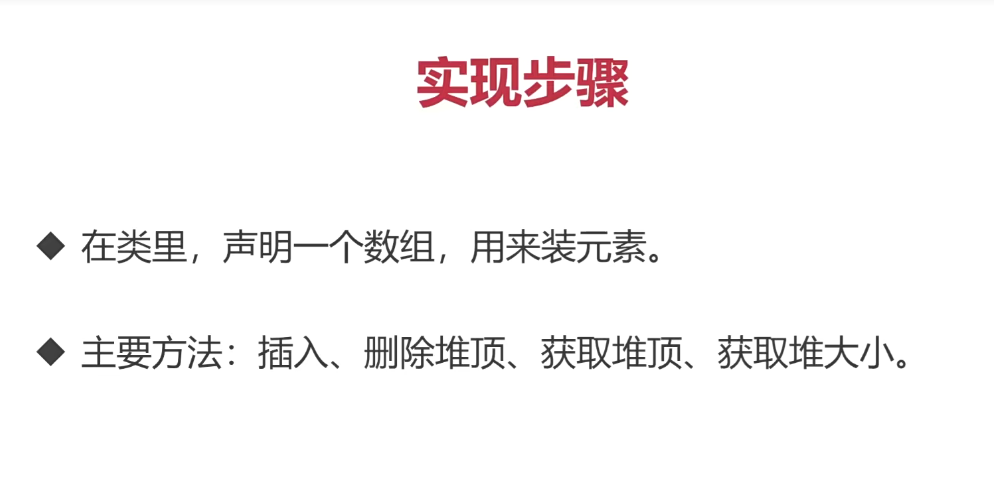 实现步骤
◆ 在类里，声明一个数组，用来装元素。
◆ 主要方法：插入、删除堆顶、获取堆顶、获取堆大小。